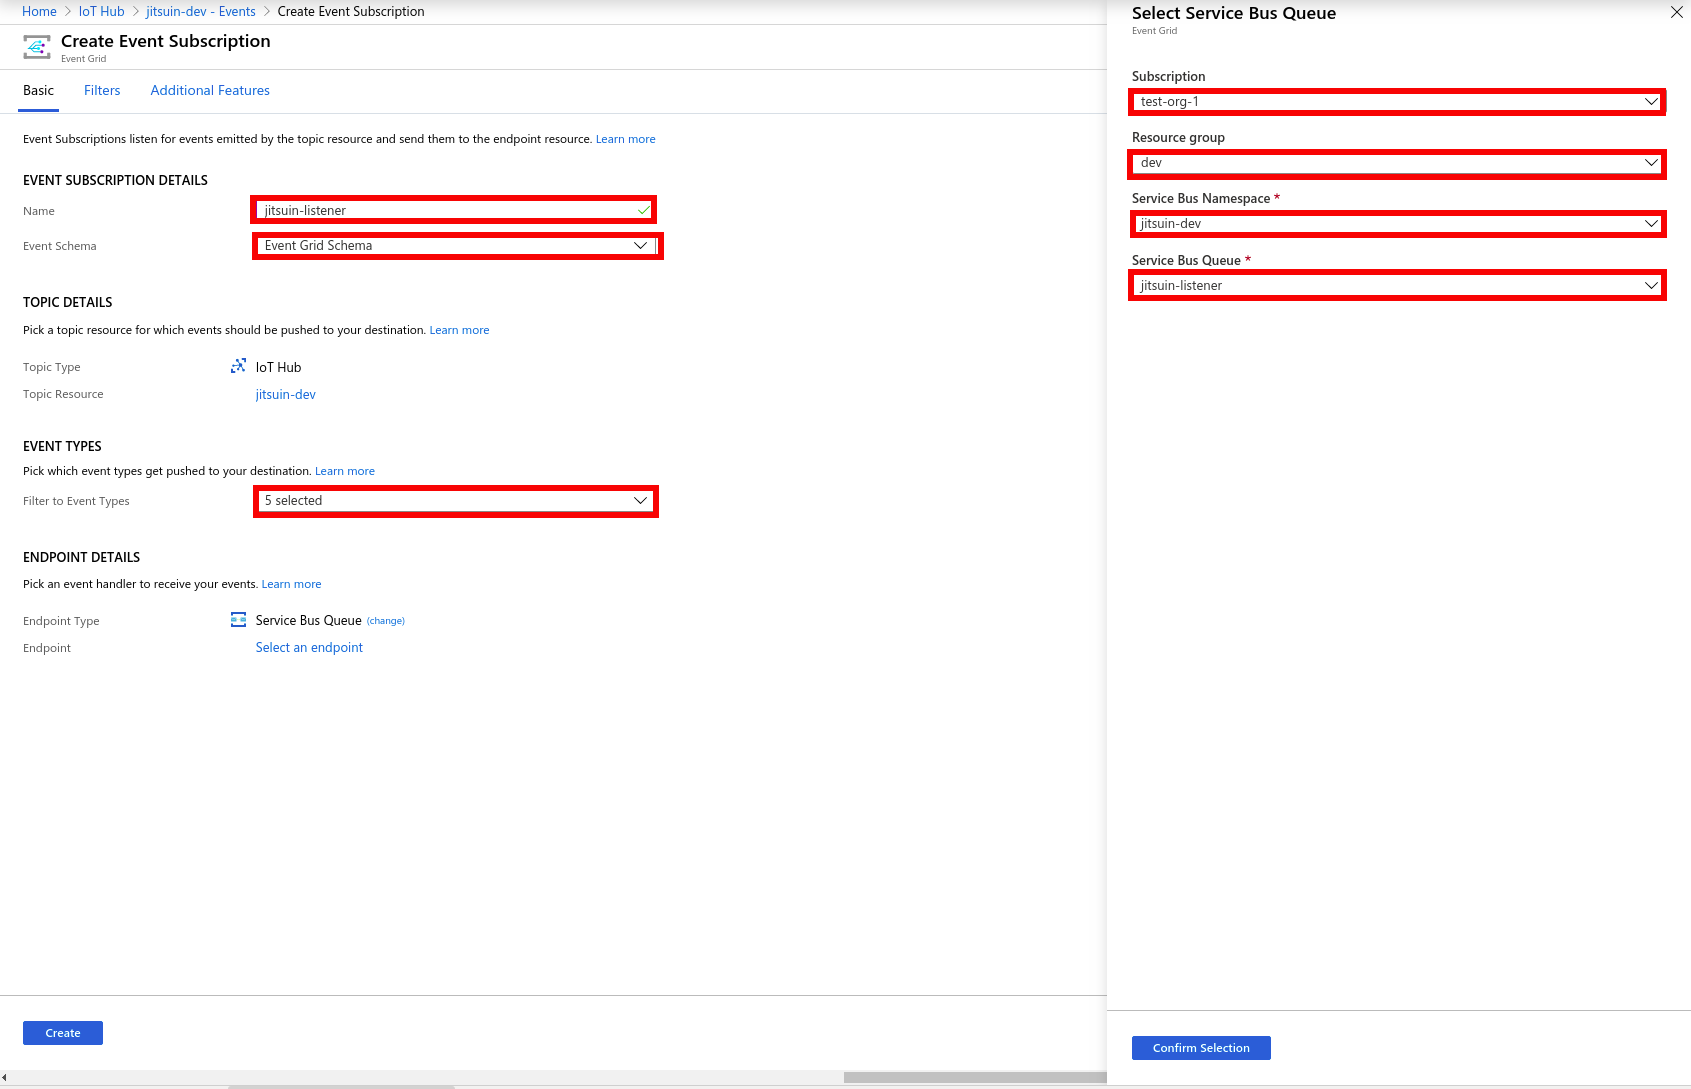 Home > IoT Hub > jitsuin-dev - Events > Create Event Subscription
Create Event Subscription
Event Grid
Basic Filters Additional Features
Event Subscriptions listen for events emitted by the topic resource and send them to the endpoint resource. Learn more
EVENT SUBSCRIPTION DETAILS
Name jitsuin-listener
Event Schema Event Grid Schema
TOPIC DETAILS
Pick a topic resource for which events should be pushed to your destination. Learn more
Topic Type IoT Hub
Topic Resource jitsuin-dev
EVENT TYPES
Pick which event types get pushed to your destination. Learn more
Filter to Event Types 5 selected
ENDPOINT DETAILS
Pick an event handler to receive your events. Learn more
Endpoint Type Service Bus Queue (change)
Endpoint Select an endpoint
Create
Select Service Bus Queue
Event Grid
Subscription
test-org-1
Resource group
dev
Service Bus Namespace *
jitsuin-dev
Service Bus Queue *
jitsuin-listener
Confirm Selection